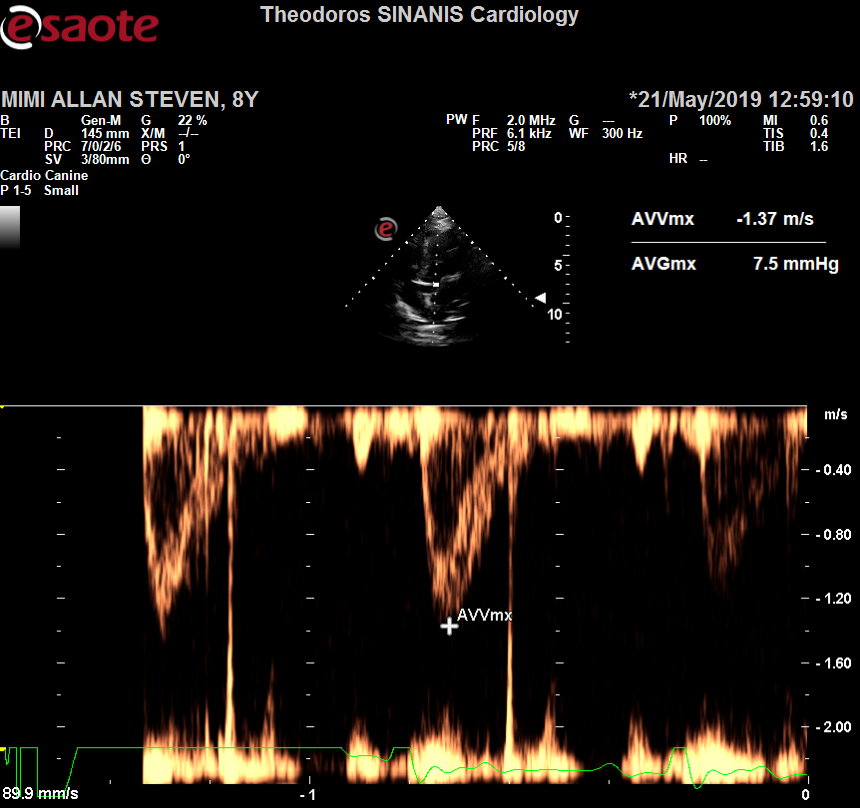 esaote
Theodoros SINANIS Cardiology
MIMI ALLAN STEVEN, 8Y
*21/May/2019 12:59:10
B Gen-M G 22 % PW F 2.0 MHz G --- P 100% MI 0.6
TEI D 145 mm X/M --/-- PRF 6.1 kHz WF 300 Hz TIS 0.4
PRC 7/0/2/6 PRS 1 PRC 5/8 TIB 1.6
SV 3/80mm Θ 0° HR --
Cardio Canine
P 1-5 Small
e
0
5
10
AVVmx -1.37 m/s
AVGmx 7.5 mmHg
m/s
- 0.40
- 0.80
- 1.20
AVVmx
- 1.60
- 2.00
89.9 mm/s
- 1
0